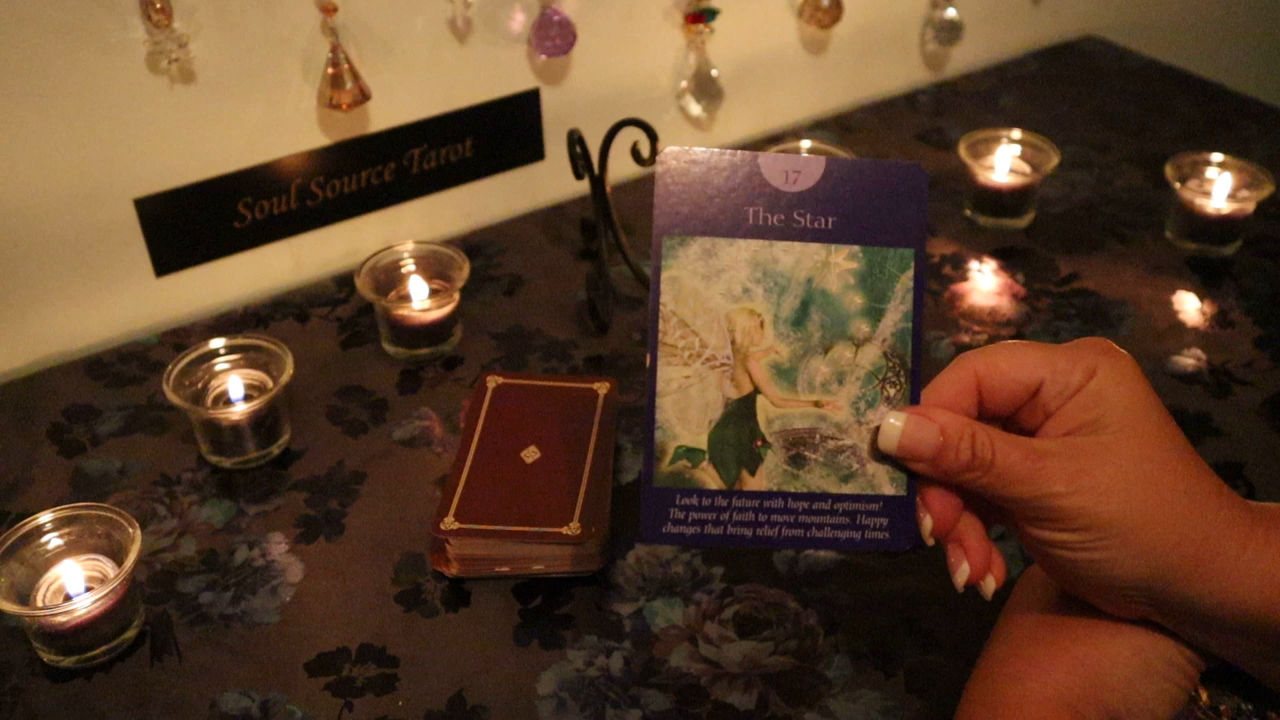 Soul Source Tarot
17
The Star
Look to the future with hope and optimism!
The power of faith to move mountains. Happy
changes that bring relief from challenging times